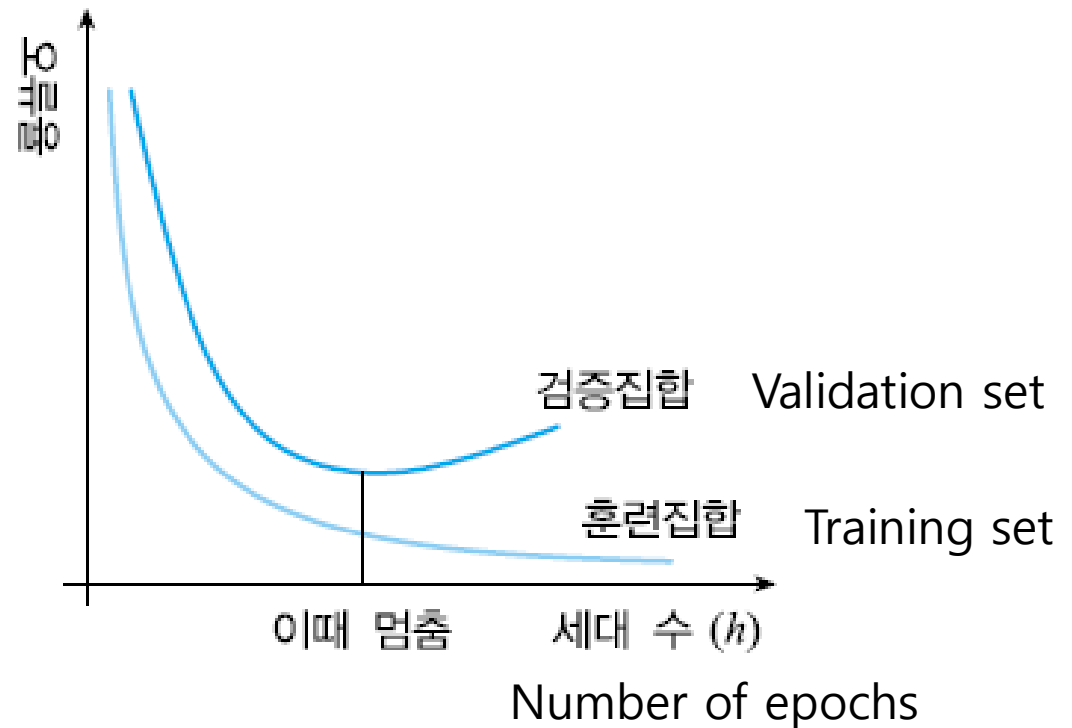 오류율
검증집합 Validation set
훈련집합 Training set
이때 멈춤 세대 수 (h)
Number of epochs